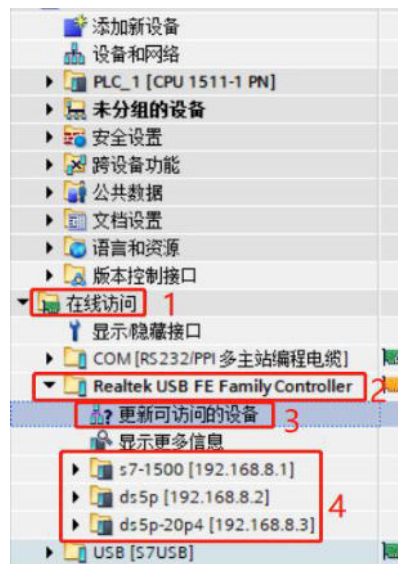 添加新设备
设备和网络
PLC_1 [CPU 1511-1 PN]
未分组的设备
安全设置
跨设备功能
公共数据
文档设置
语言和资源
版本控制接口
在线访问 1
显示/隐藏接口
COM [RS232/PPI 多主站编程电缆]
Realtek USB FE Family Controller 2
更新可访问的设备 3
显示更多信息
s7-1500 [192.168.8.1]
ds5p [192.168.8.2] 4
ds5p-20p4 [192.168.8.3]
USB [S7USB]